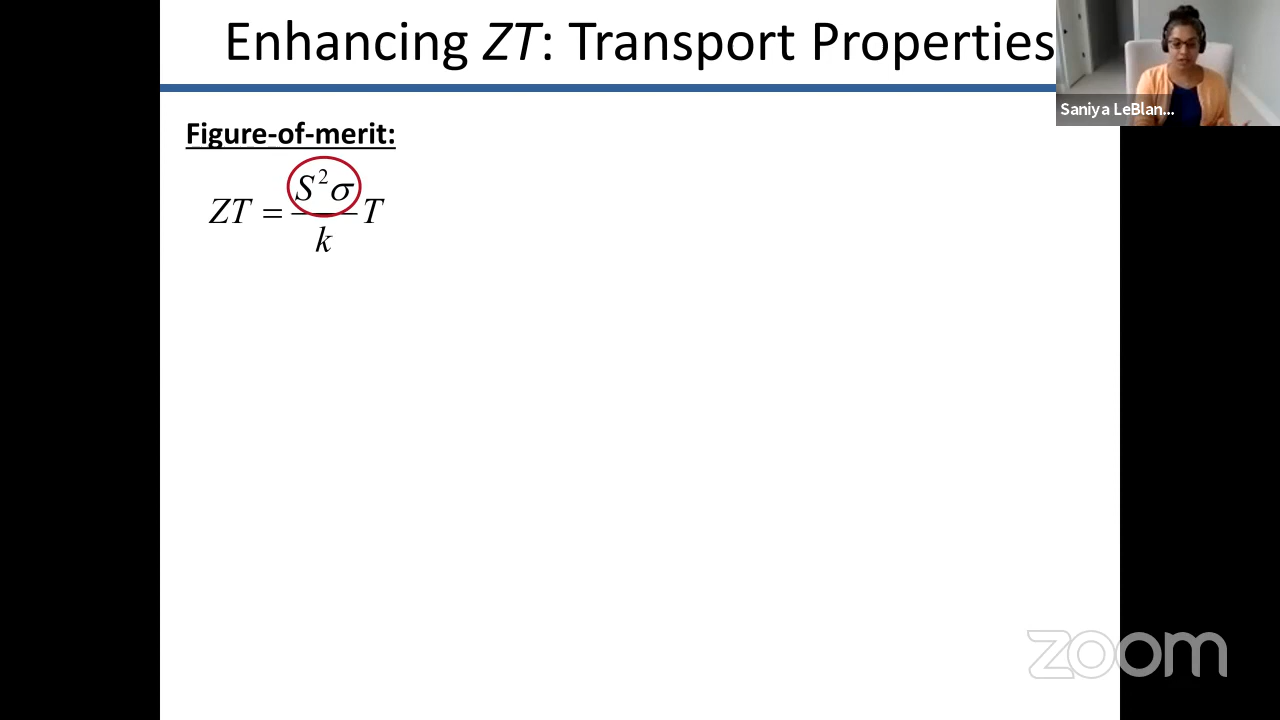 Enhancing ZT: Transport Properties
Saniya LeBlan...
Figure-of-merit:
ZT = S²σ/k T
zoom